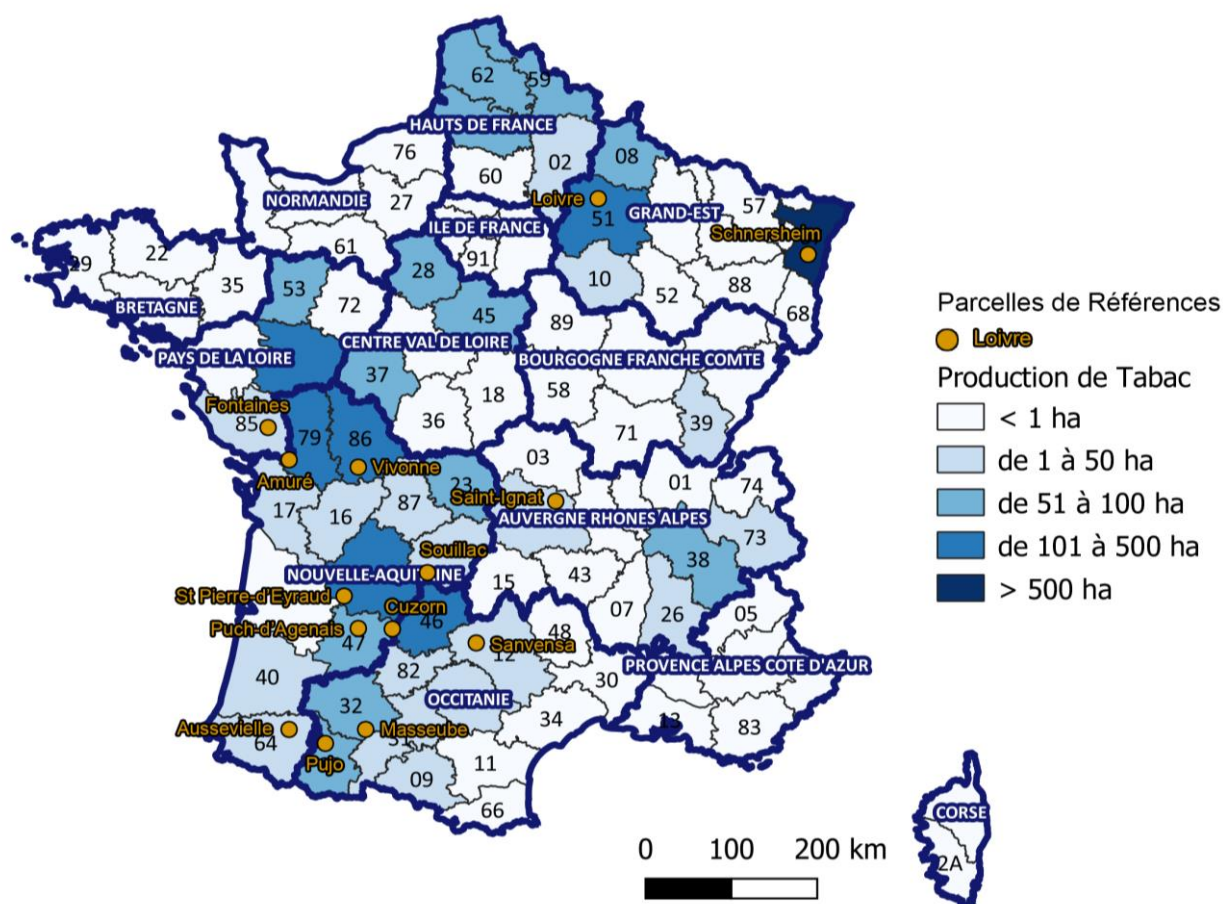 62
59
HAUTS DE FRANCE
76
02
08
60
Loivre
NORMANDIE
27
51
GRAND-EST
57
ILE DE FRANCE
Schnersheim
61
91
29
22
28
10
88
35
53
52
BRETAGNE
72
45
68
89
PAYS DE LA LOIRE
CENTRE VAL DE LOIRE
BOURGOGNE FRANCHE COMTE
37
18
58
Fontaines
85
36
71
39
79
86
Amuré
Vivonne
03
23
01
74
Saint-Ignat
17
16
87
AUVERGNE RHONES ALPES
73
Souillac
38
NOUVELLE-AQUITAINE
15
43
St Pierre-d'Eyraud
Cuzorn
07
26
05
Puch-d'Agenais
47
46
48
Sanvensa
12
PROVENCE ALPES COTE D'AZUR
40
82
30
OCCITANIE
32
34
13
83
Aussevielle
Masseube
64
31
Pujo
09
11
66
CORSE
2A
Parcelles de Références
Loivre
Production de Tabac
< 1 ha
de 1 à 50 ha
de 51 à 100 ha
de 101 à 500 ha
> 500 ha
0 100 200 km